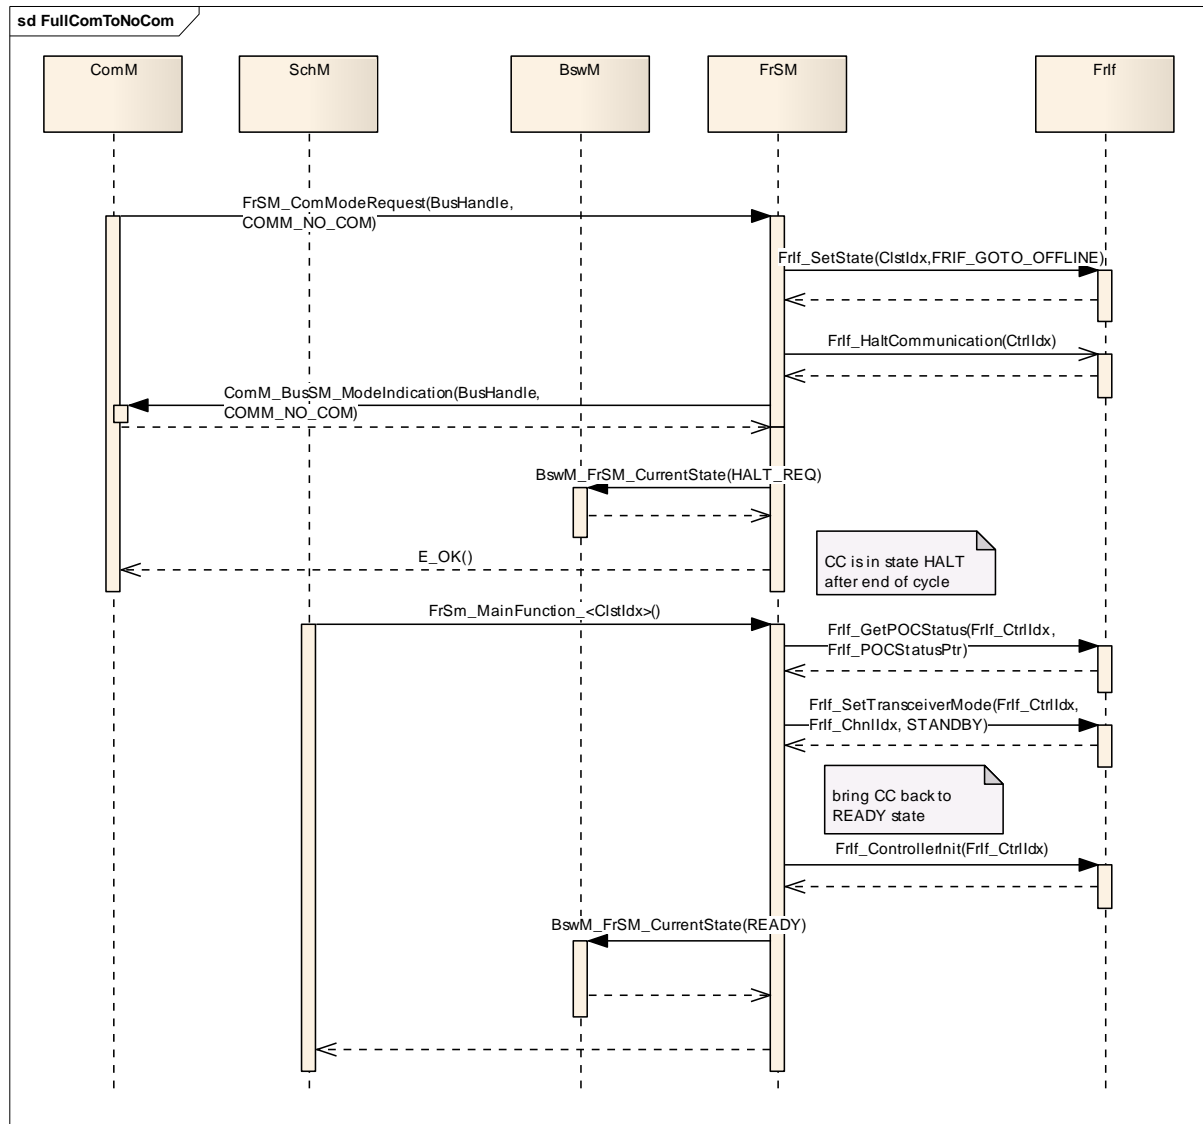 sd FullComToNoCom
ComM
SchM
BswM
FrSM
FrIf
FrSM_ComModeRequest(BusHandle,
COMM_NO_COM)
FrIf_SetState(ClstIdx,FRIF_GOTO_OFFLINE)
FrIf_HaltCommunication(CtrlIdx)
ComM_BusSM_ModeIndication(BusHandle,
COMM_NO_COM)
BswM_FrSM_CurrentState(HALT_REQ)
E_OK()
CC is in state HALT
after end of cycle
FrSm_MainFunction_<ClstIdx>()
FrIf_GetPOCStatus(FrIf_CtrlIdx,
FrIf_POCStatusPtr)
FrIf_SetTransceiverMode(FrIf_CtrlIdx,
FrIf_ChnlIdx, STANDBY)
bring CC back to
READY state
FrIf_ControllerInit(FrIf_CtrlIdx)
BswM_FrSM_CurrentState(READY)